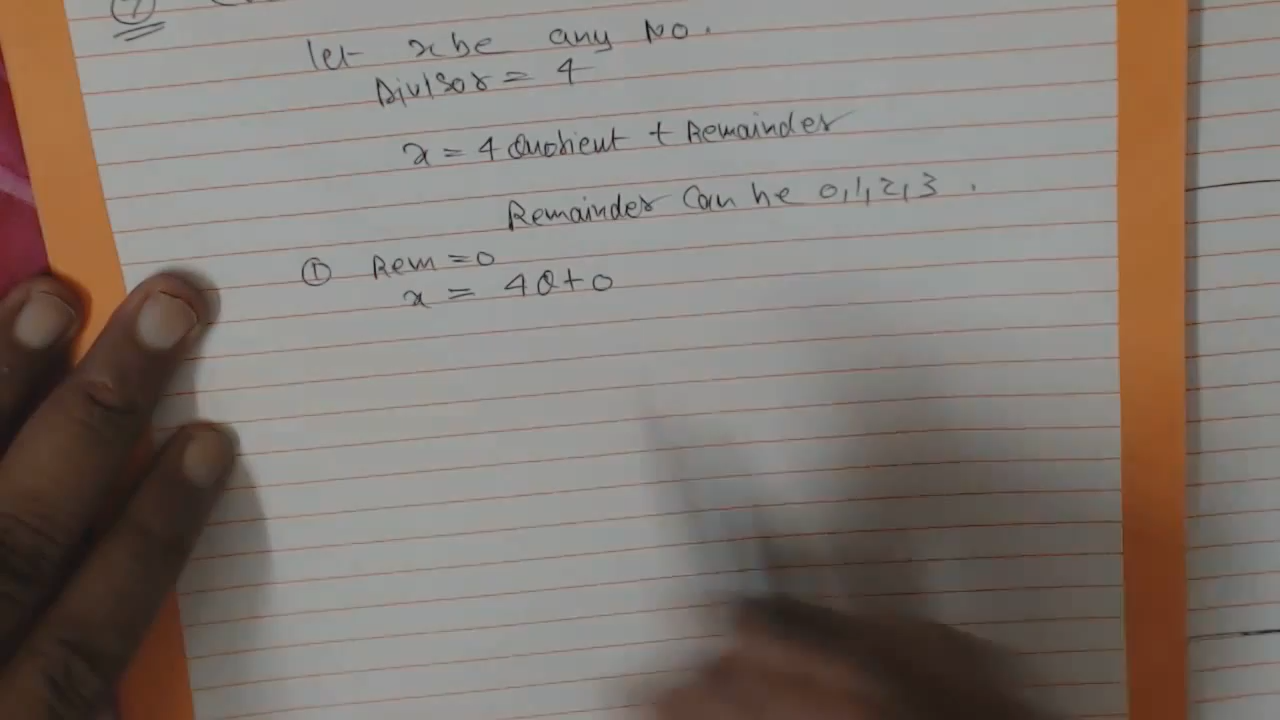 7
let x be any No.
Divisor = 4
x = 4 Quotient + Remainder
Remainder can be 0,1,2,3.
① Rem = 0
x = 4Q+0